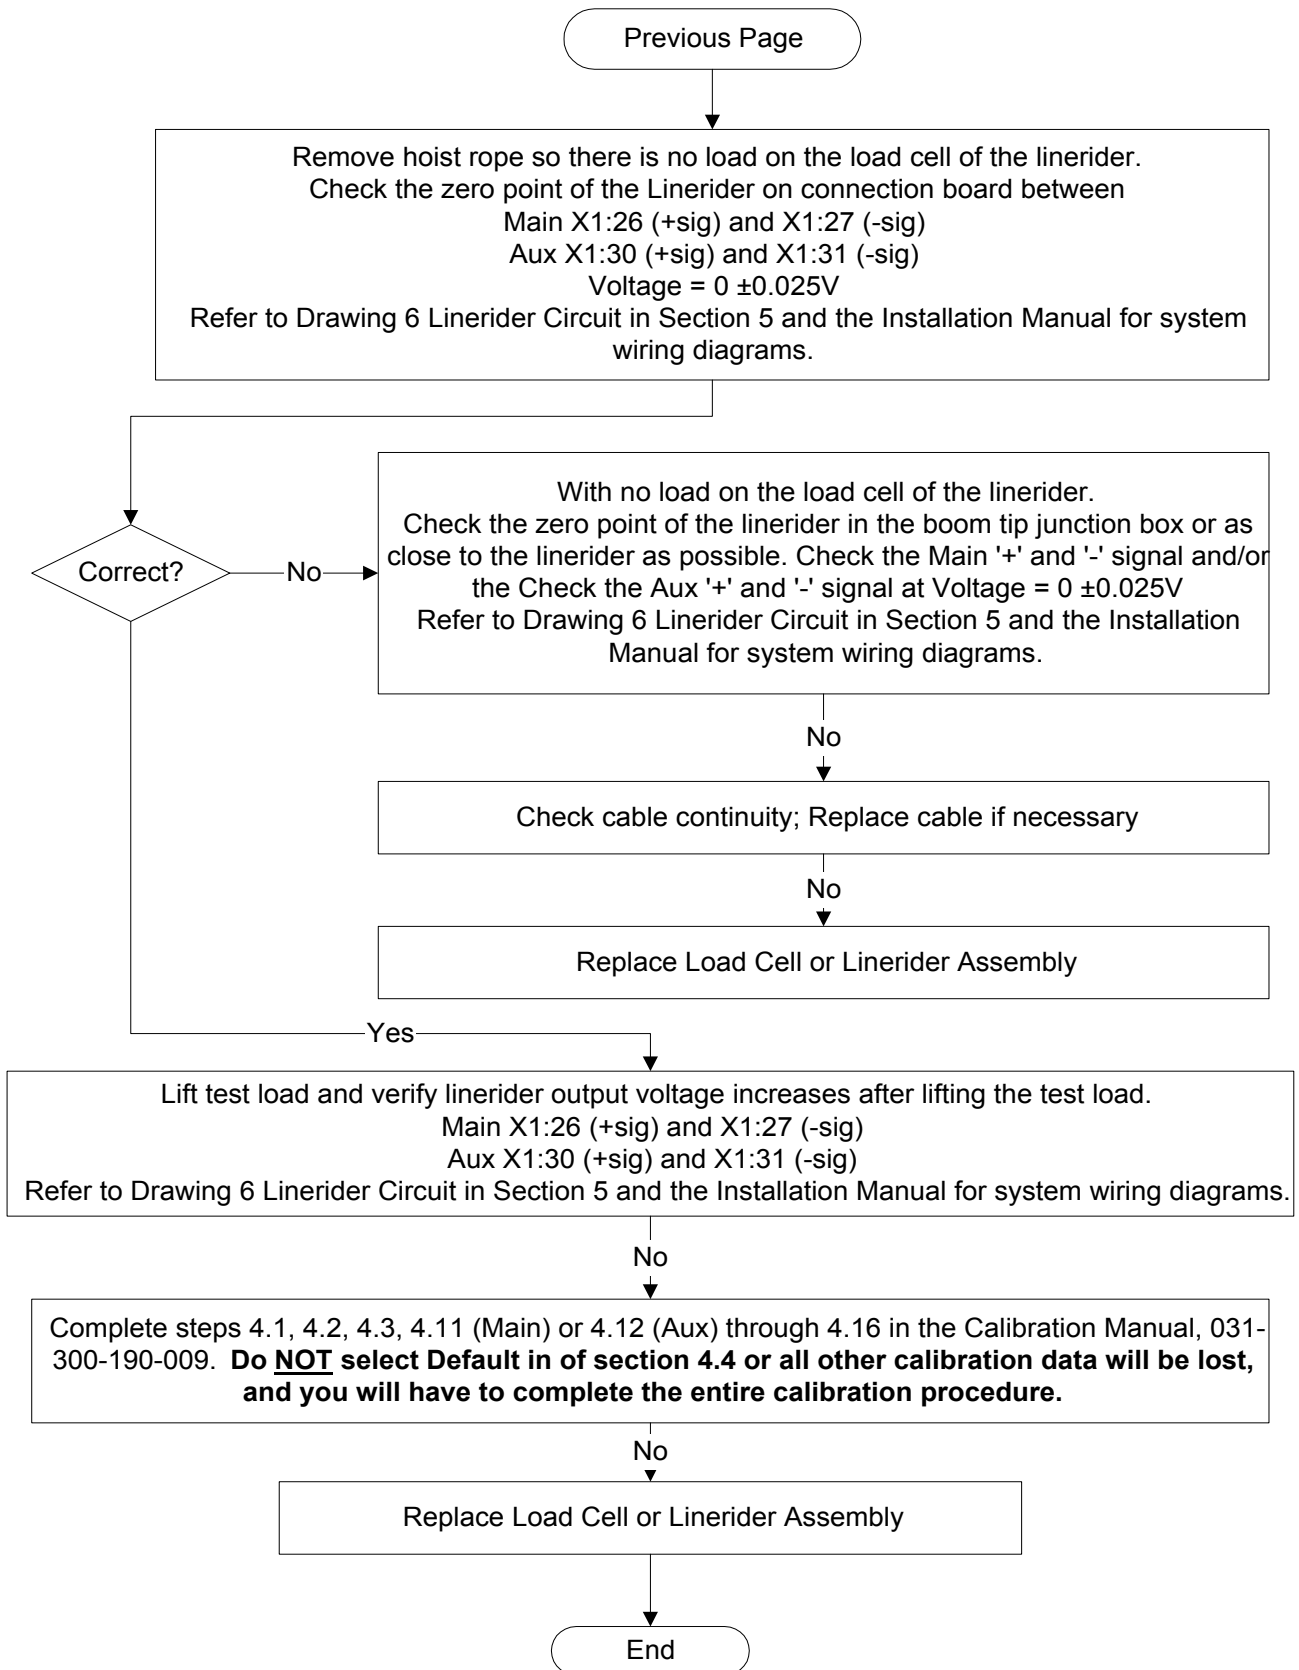 Previous Page
Remove hoist rope so there is no load on the load cell of the linerider.
Check the zero point of the Linerider on connection board between
Main X1:26 (+sig) and X1:27 (-sig)
Aux X1:30 (+sig) and X1:31 (-sig)
Voltage = 0 ±0.025V
Refer to Drawing 6 Linerider Circuit in Section 5 and the Installation Manual for system
wiring diagrams.
Correct?
No
With no load on the load cell of the linerider.
Check the zero point of the linerider in the boom tip junction box or as
close to the linerider as possible. Check the Main '+' and '-' signal and/or
the Check the Aux '+' and '-' signal at Voltage = 0 ±0.025V
Refer to Drawing 6 Linerider Circuit in Section 5 and the Installation
Manual for system wiring diagrams.
No
Check cable continuity; Replace cable if necessary
No
Replace Load Cell or Linerider Assembly
Yes
Lift test load and verify linerider output voltage increases after lifting the test load.
Main X1:26 (+sig) and X1:27 (-sig)
Aux X1:30 (+sig) and X1:31 (-sig)
Refer to Drawing 6 Linerider Circuit in Section 5 and the Installation Manual for system wiring diagrams.
No
Complete steps 4.1, 4.2, 4.3, 4.11 (Main) or 4.12 (Aux) through 4.16 in the Calibration Manual, 031-
300-190-009. Do NOT select Default in of section 4.4 or all other calibration data will be lost,
and you will have to complete the entire calibration procedure.
No
Replace Load Cell or Linerider Assembly
End